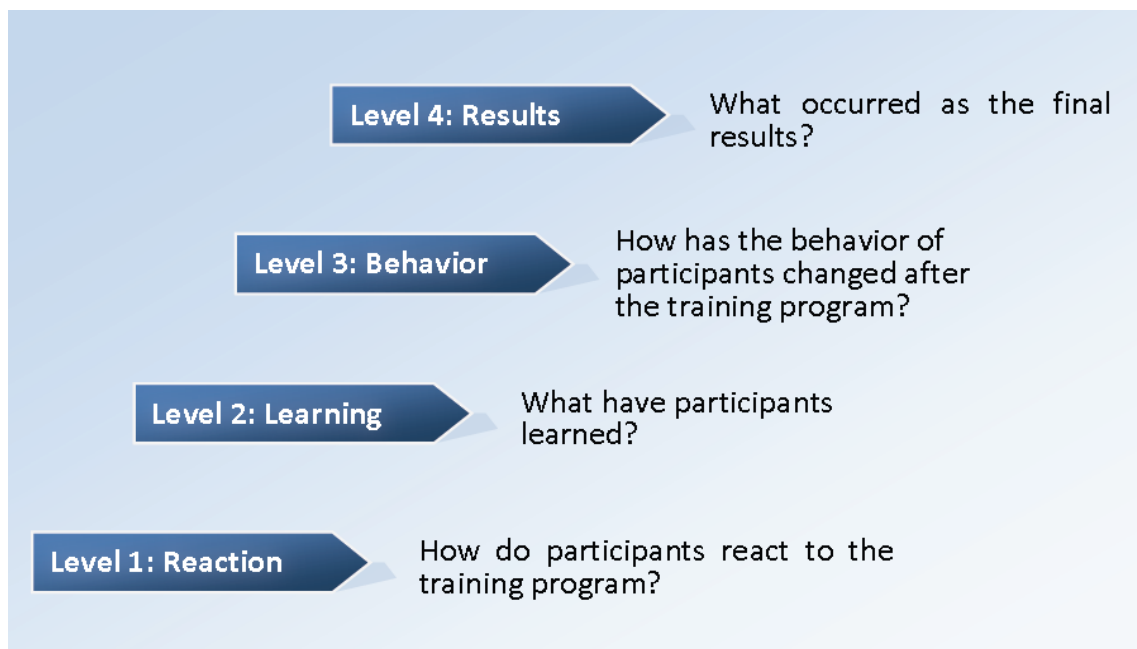 Level 4: Results
What occurred as the final
results?
Level 3: Behavior
How has the behavior of
participants changed after
the training program?
Level 2: Learning
What have participants
learned?
Level 1: Reaction
How do participants react to the
training program?